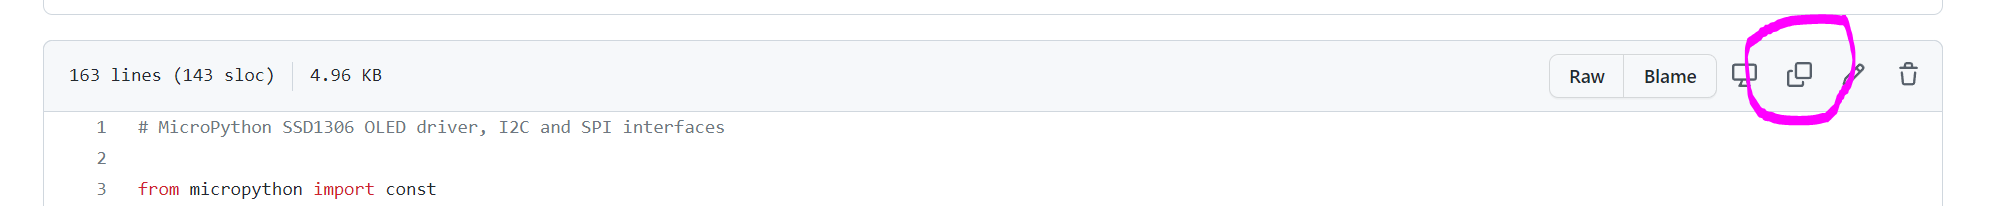 163 lines (143 sloc) 4.96 KB Raw Blame
1 # MicroPython SSD1306 OLED driver, I2C and SPI interfaces
2
3 from micropython import const